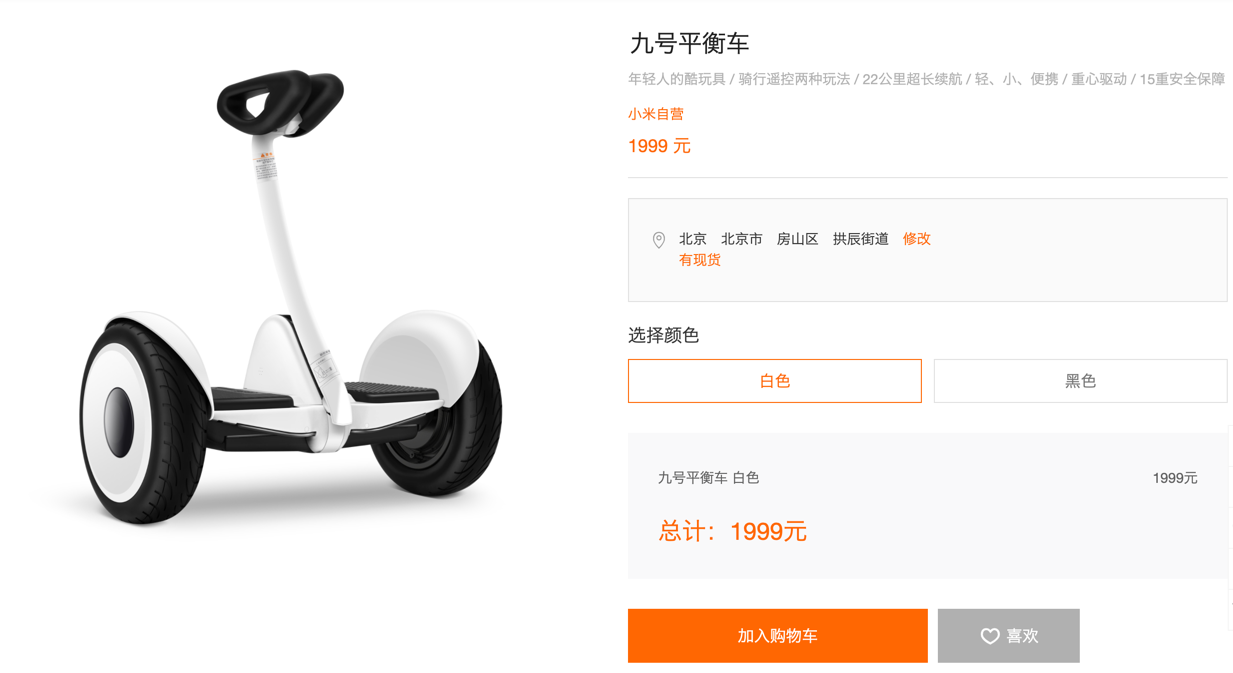 九号平衡车
年轻人的酷玩具 / 骑行遥控两种玩法 / 22公里超长续航 / 轻、小、便携 / 重心驱动 / 15重安全保障
小米自营
1999 元
北京 北京市 房山区 拱辰街道 修改
有现货
选择颜色
白色 黑色
九号平衡车 白色 1999元
总计：1999元
加入购物车 喜欢